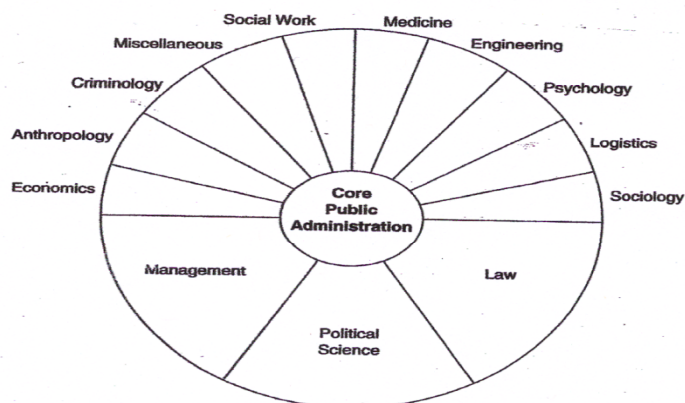 Social Work
Medicine
Miscellaneous
Engineering
Criminology
Psychology
Anthropology
Logistics
Economics
Sociology
Core
Public
Administration
Management
Law
Political
Science